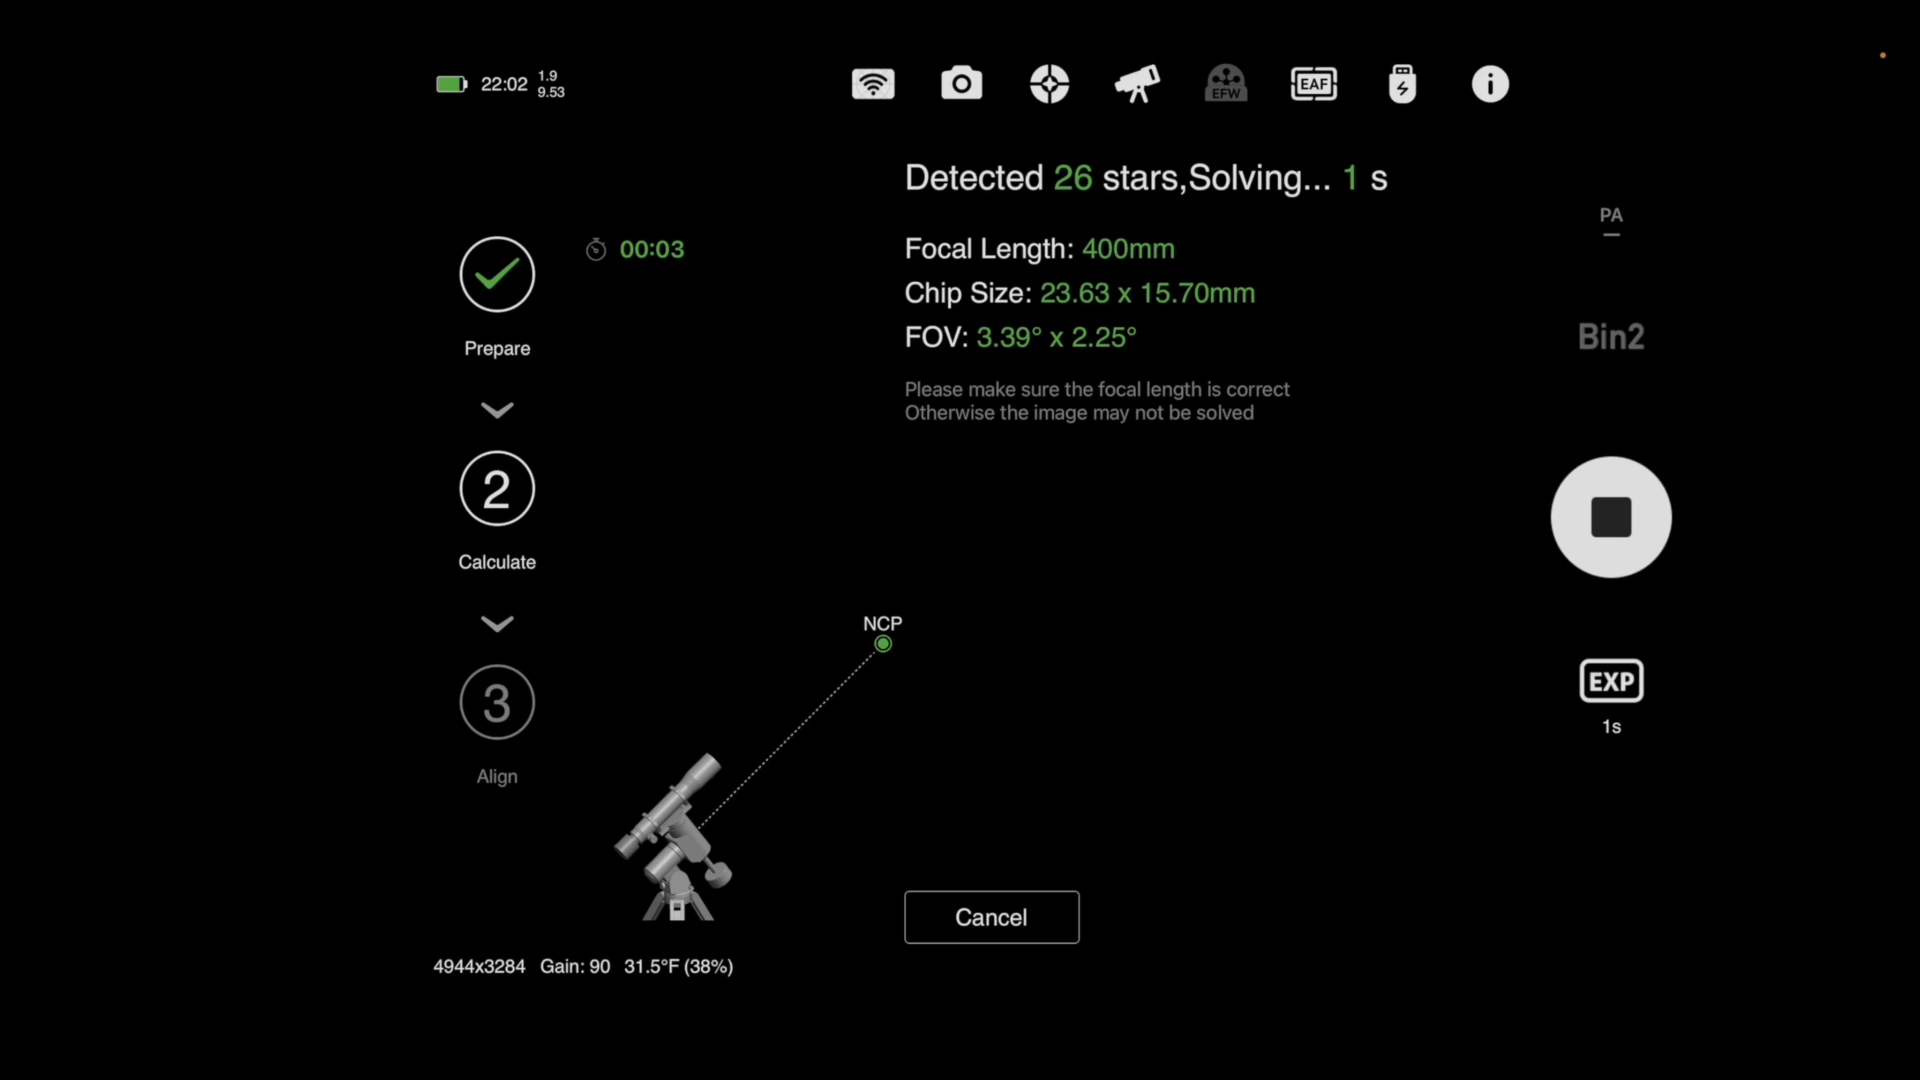 22:02
1.9
9.53
EFW
EAF
Detected 26 stars,Solving... 1 s
PA
00:03
Focal Length: 400mm
Chip Size: 23.63 x 15.70mm
FOV: 3.39° x 2.25°
Bin2
Prepare
Please make sure the focal length is correct
Otherwise the image may not be solved
2
Calculate
NCP
3
EXP
1s
Align
Cancel
4944x3284 Gain: 90 31.5°F (38%)